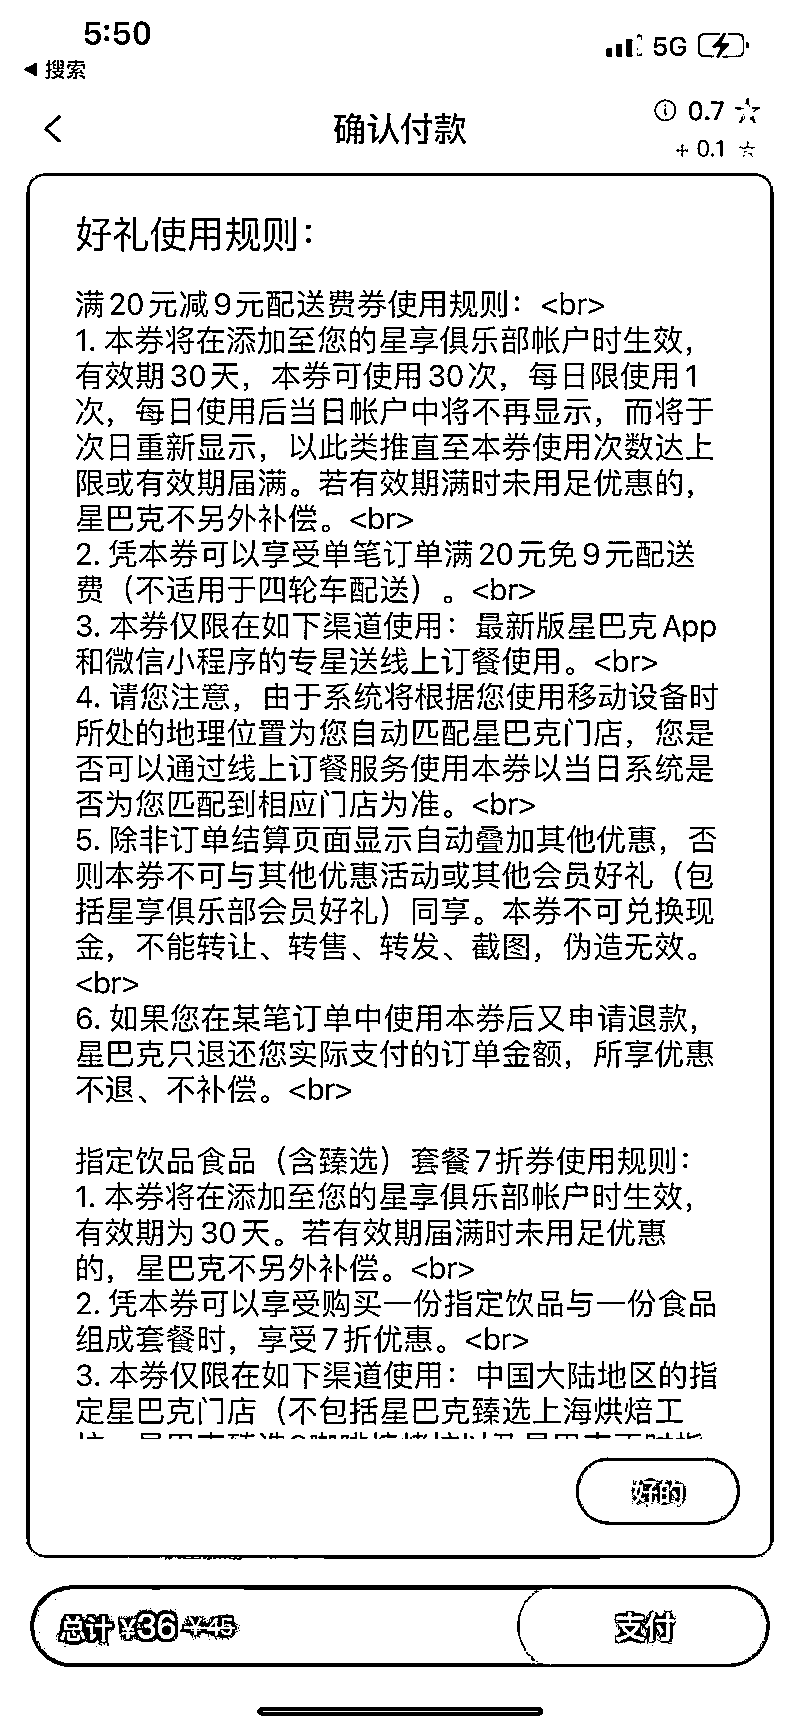 5:50
5G
◀ 搜索
确认付款
0.7
+ 0.1
好礼使用规则：
满20元减9元配送费券使用规则：<br>
1. 本券将在添加至您的星享俱乐部帐户时生效，
有效期30天，本券可使用30次，每日限使用1
次，每日使用后当日帐户中将不再显示，而将于
次日重新显示，以此类推直至本券使用次数达上
限或有效期届满。若有效期满时未用足优惠的，
星巴克不另外补偿。<br>
2. 凭本券可以享受单笔订单满20元免9元配送
费（不适用于四轮车配送）。<br>
3. 本券仅限在如下渠道使用：最新版星巴克App
和微信小程序的专星送线上订餐使用。<br>
4. 请您注意，由于系统将根据您使用移动设备时
所处的地理位置为您自动匹配星巴克门店，您是
否可以通过线上订餐服务使用本券以当日系统是
否为您匹配到相应门店为准。<br>
5. 除非订单结算页面显示自动叠加其他优惠，否
则本券不可与其他优惠活动或其他会员好礼（包
括星享俱乐部会员好礼）同享。本券不可兑换现
金，不能转让、转售、转发、截图，伪造无效。
<br>
6. 如果您在某笔订单中使用本券后又申请退款，
星巴克只退还您实际支付的订单金额，所享优惠
不退、不补偿。<br>
指定饮品食品（含臻选）套餐7折券使用规则：
1. 本券将在添加至您的星享俱乐部帐户时生效，
有效期为30天。若有效期届满时未用足优惠
的，星巴克不另外补偿。<br>
2. 凭本券可以享受购买一份指定饮品与一份食品
组成套餐时，享受7折优惠。<br>
3. 本券仅限在如下渠道使用：中国大陆地区的指
定星巴克门店（不包括星巴克臻选上海烘焙工
好的
总计 ¥36 ¥45
支付